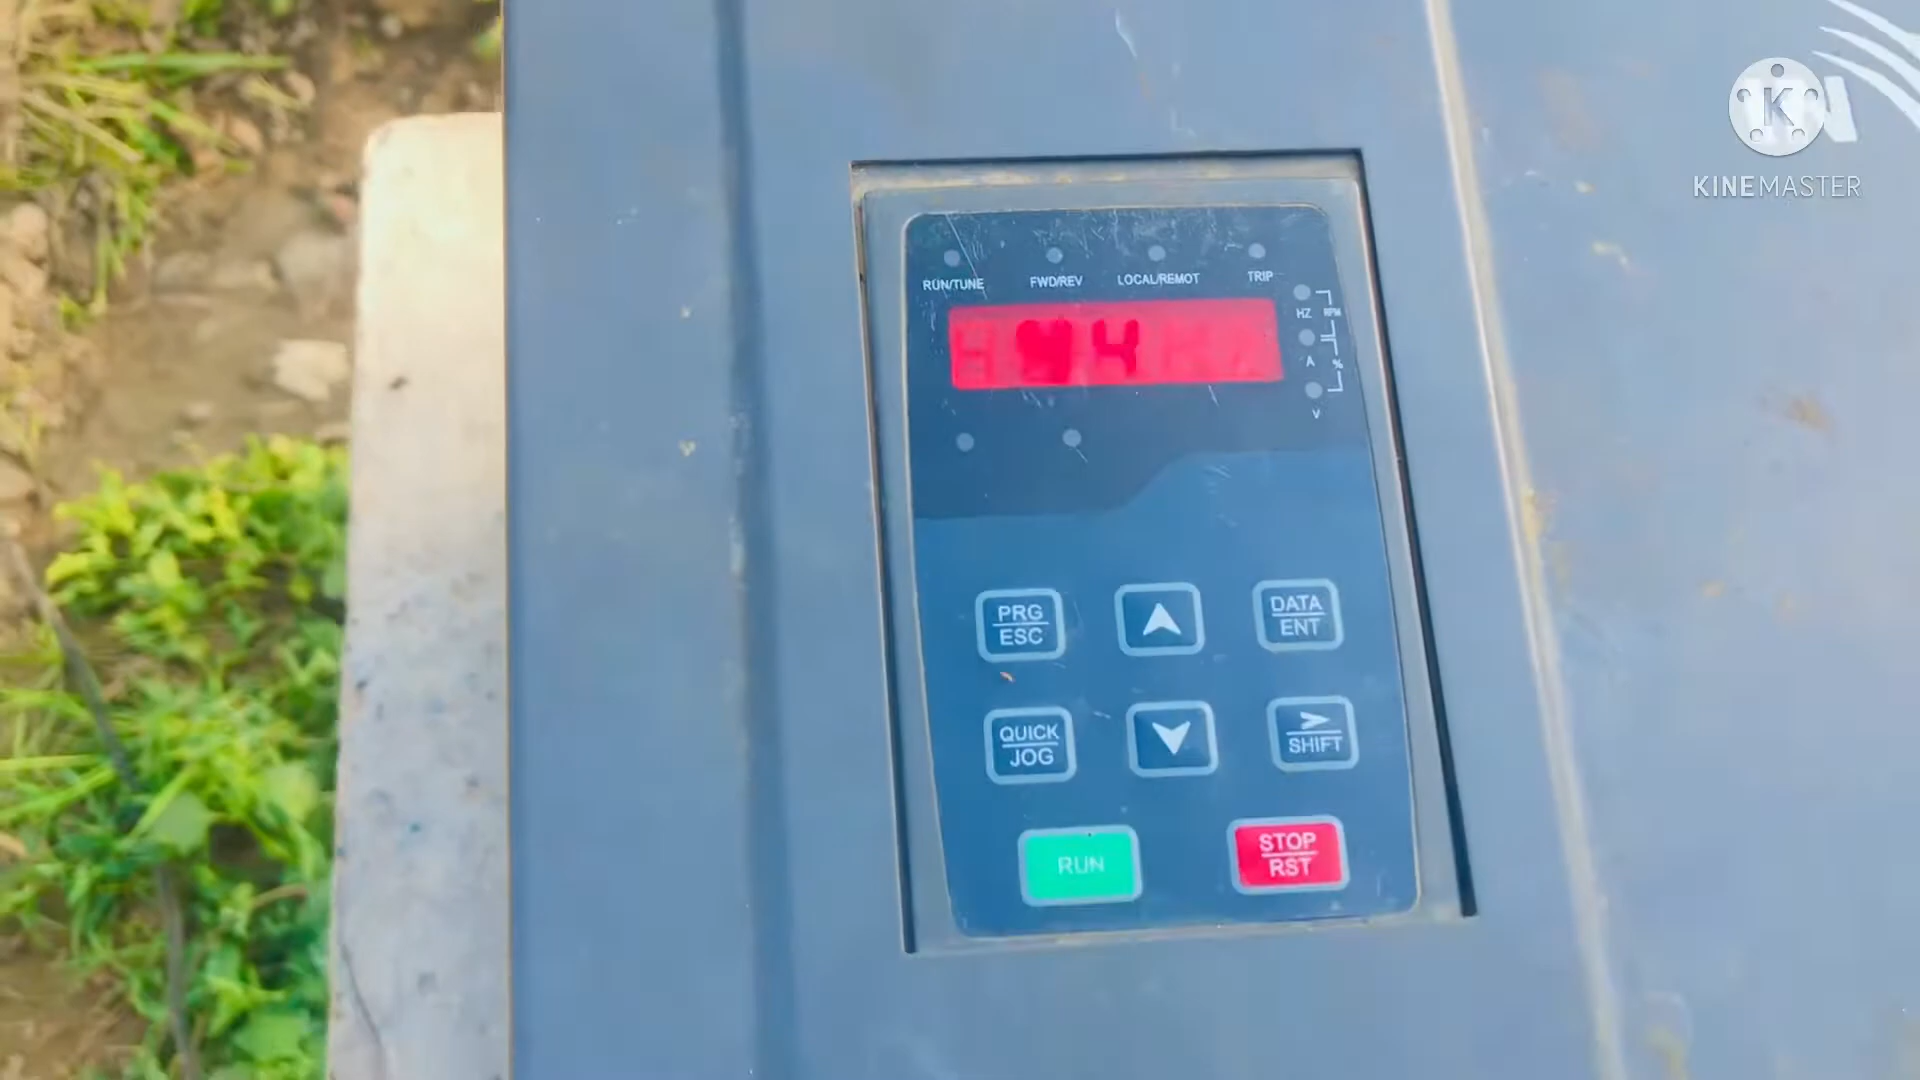 KINEMASTER
RUN/TUNE FWD/REV LOCAL/REMOT TRIP
HZ RPM
A %
V
PRG
ESC
DATA
ENT
QUICK
JOG
SHIFT
RUN
STOP
RST